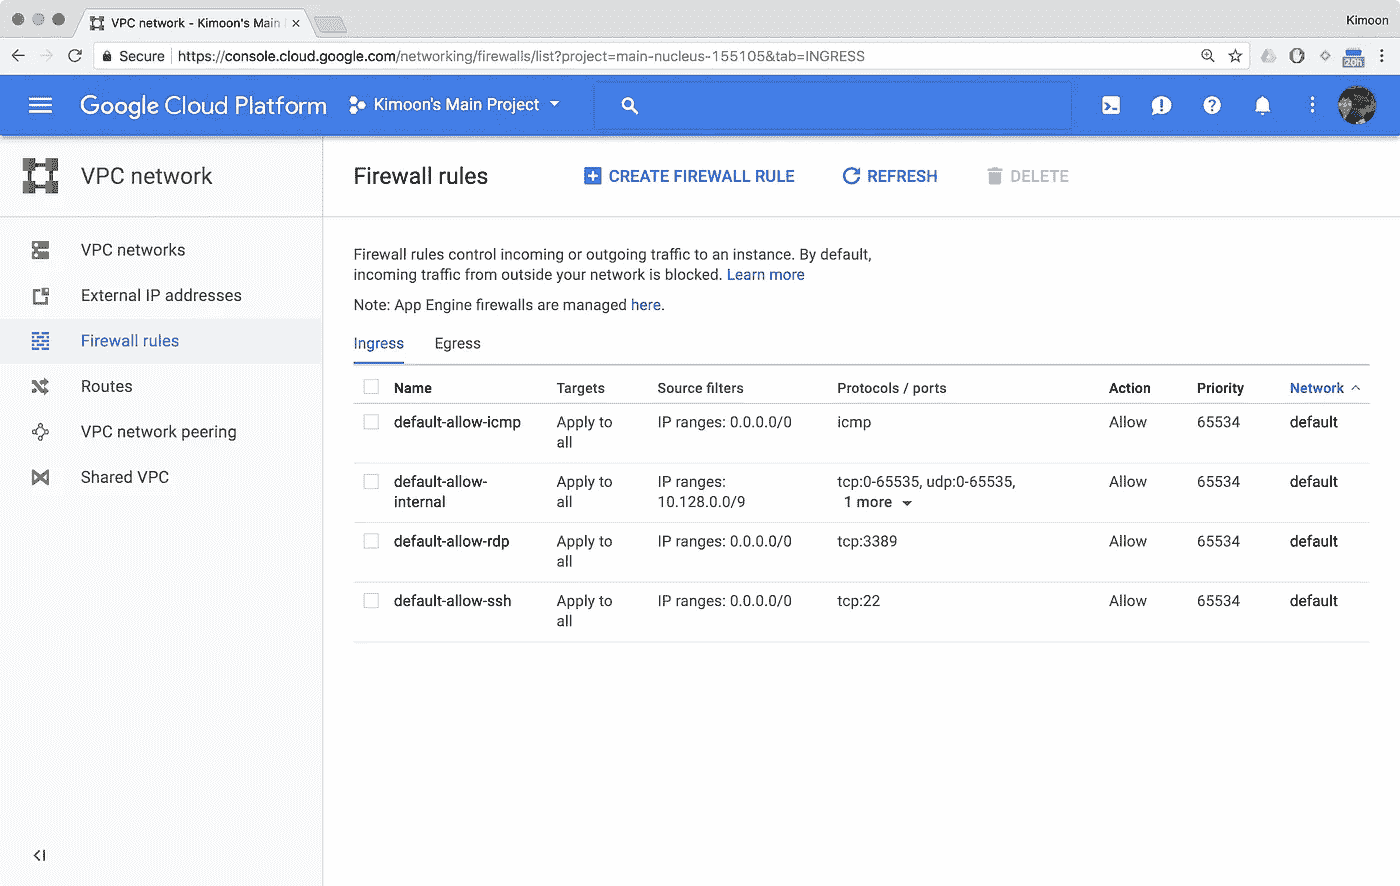 VPC network - Kimoon's Main
Kimoon
Secure https://console.cloud.google.com/networking/firewalls/list?project=main-nucleus-155105&tab=INGRESS
20h
Google Cloud Platform Kimoon's Main Project
VPC network
Firewall rules CREATE FIREWALL RULE REFRESH DELETE
VPC networks
External IP addresses
Firewall rules
Routes
VPC network peering
Shared VPC
Firewall rules control incoming or outgoing traffic to an instance. By default,
incoming traffic from outside your network is blocked. Learn more
Note: App Engine firewalls are managed here.
Ingress Egress
Name Targets Source filters Protocols / ports Action Priority Network
default-allow-icmp Apply to IP ranges: 0.0.0.0/0 icmp Allow 65534 default
all
default-allow- Apply to IP ranges: tcp:0-65535, udp:0-65535, Allow 65534 default
internal all 10.128.0.0/9 1 more
default-allow-rdp Apply to IP ranges: 0.0.0.0/0 tcp:3389 Allow 65534 default
all
default-allow-ssh Apply to IP ranges: 0.0.0.0/0 tcp:22 Allow 65534 default
all